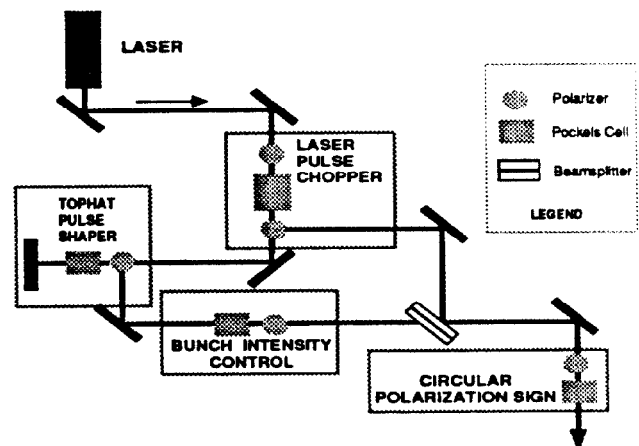 LASER
LASER
PULSE
CHOPPER
TOPHAT
PULSE
SHAPER
BUNCH INTENSITY
CONTROL
CIRCULAR
POLARIZATION SIGN
Polarizer
Pockels Cell
Beamsplitter
LEGEND